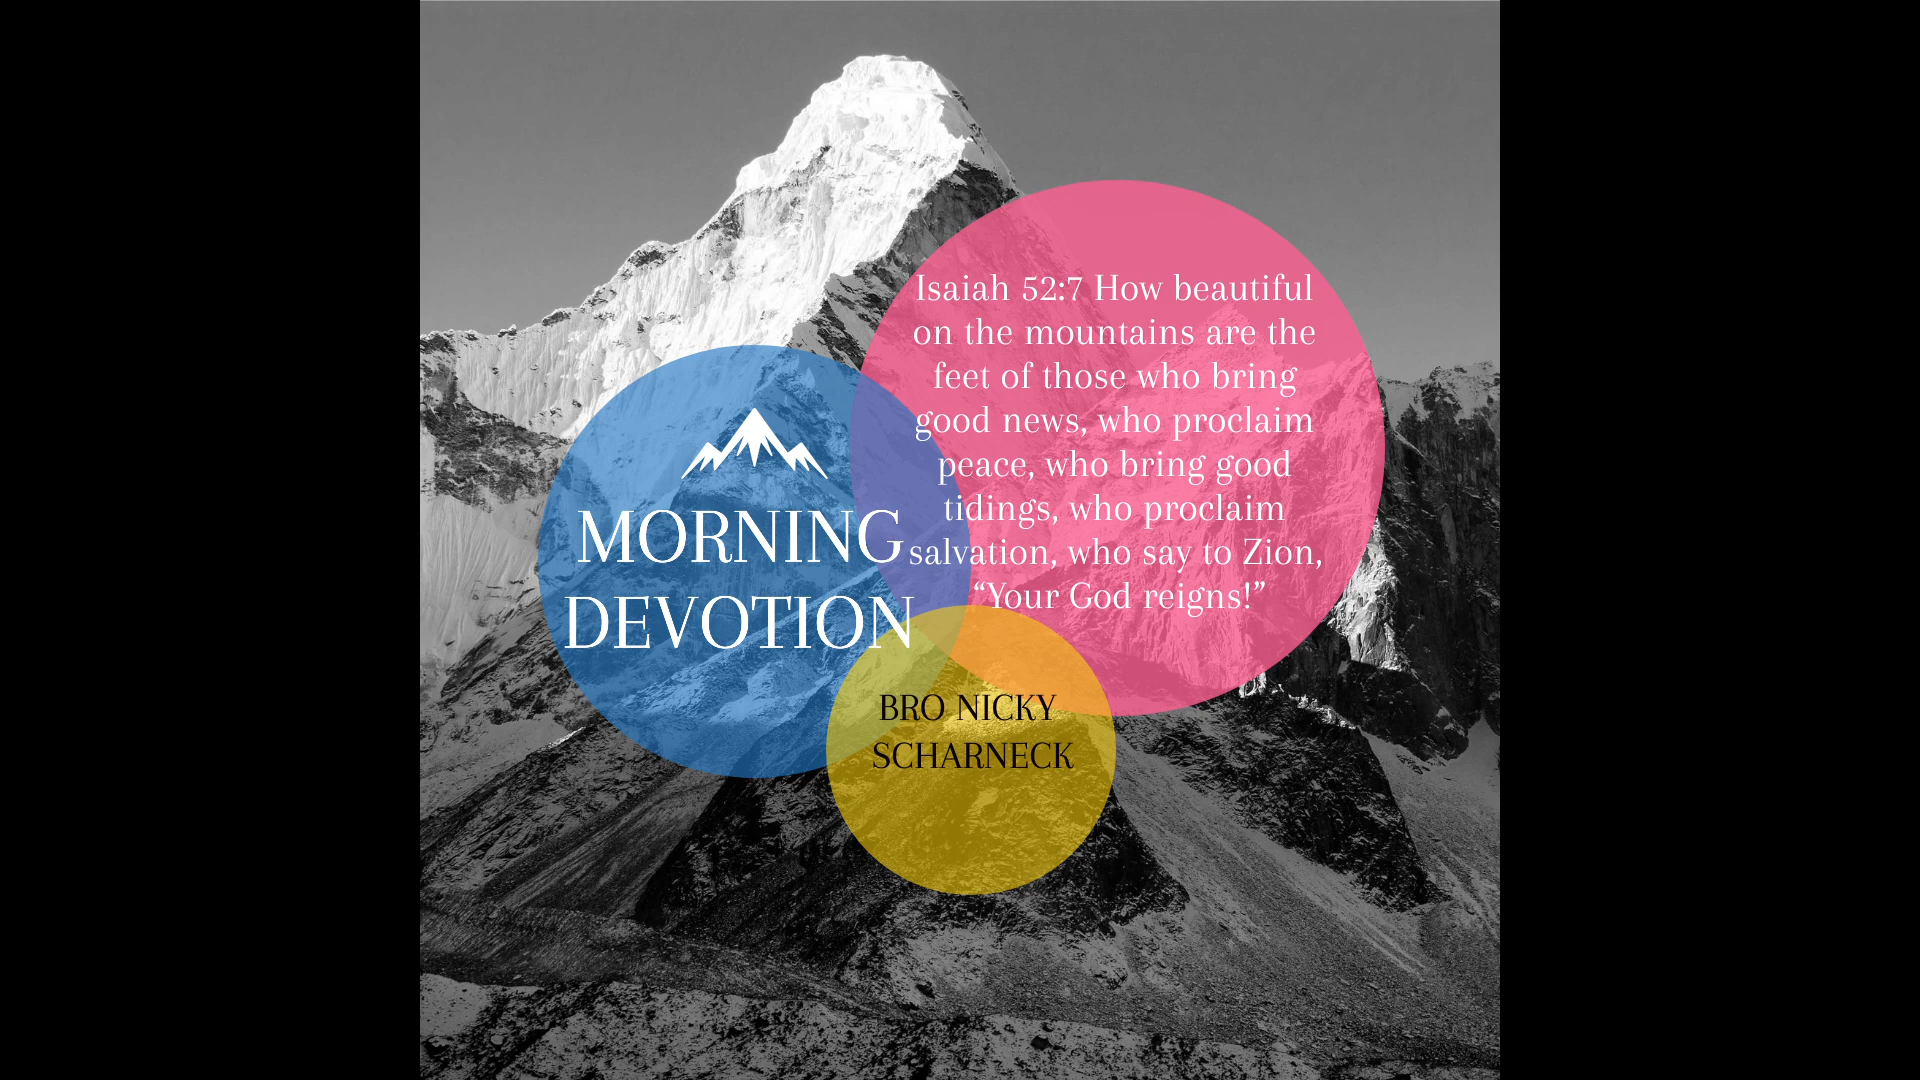 MORNING
DEVOTION
Isaiah 52:7 How beautiful
on the mountains are the
feet of those who bring
good news, who proclaim
peace, who bring good
tidings, who proclaim
salvation, who say to Zion,
“Your God reigns!”
BRO NICKY
SCHARNECK